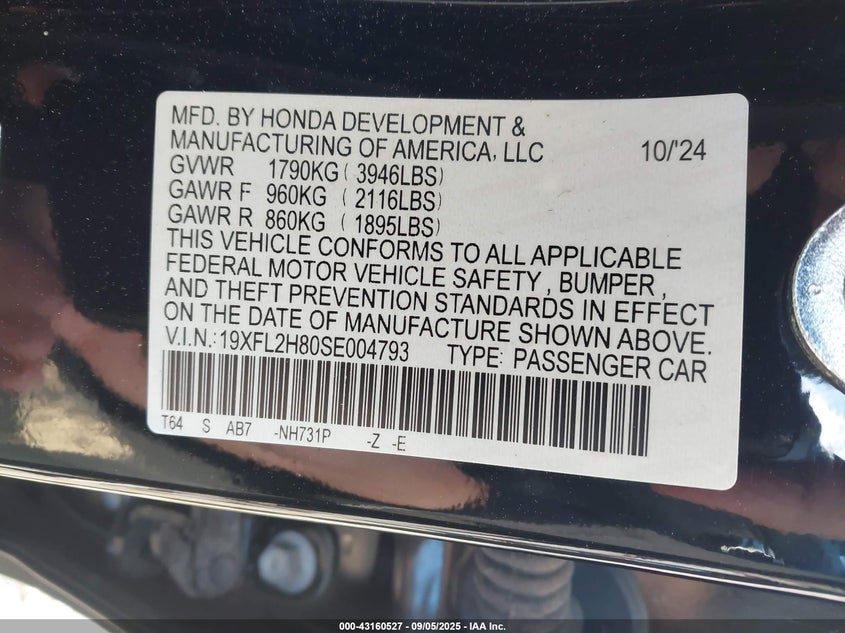 MFD. BY HONDA DEVELOPMENT &
MANUFACTURING OF AMERICA, LLC 10/'24
GVWR 1790KG (3946LBS)
GAWR F 960KG (2116LBS)
GAWR R 860KG (1895LBS)
THIS VEHICLE CONFORMS TO ALL APPLICABLE
FEDERAL MOTOR VEHICLE SAFETY, BUMPER,
AND THEFT PREVENTION STANDARDS IN EFFECT
ON THE DATE OF MANUFACTURE SHOWN ABOVE.
V.I.N.:19XFL2H80SE004793 TYPE: PASSENGER CAR
T64 S AB7 -NH731P -Z -E
000-43160527 - 09/05/2025 - IAA Inc.